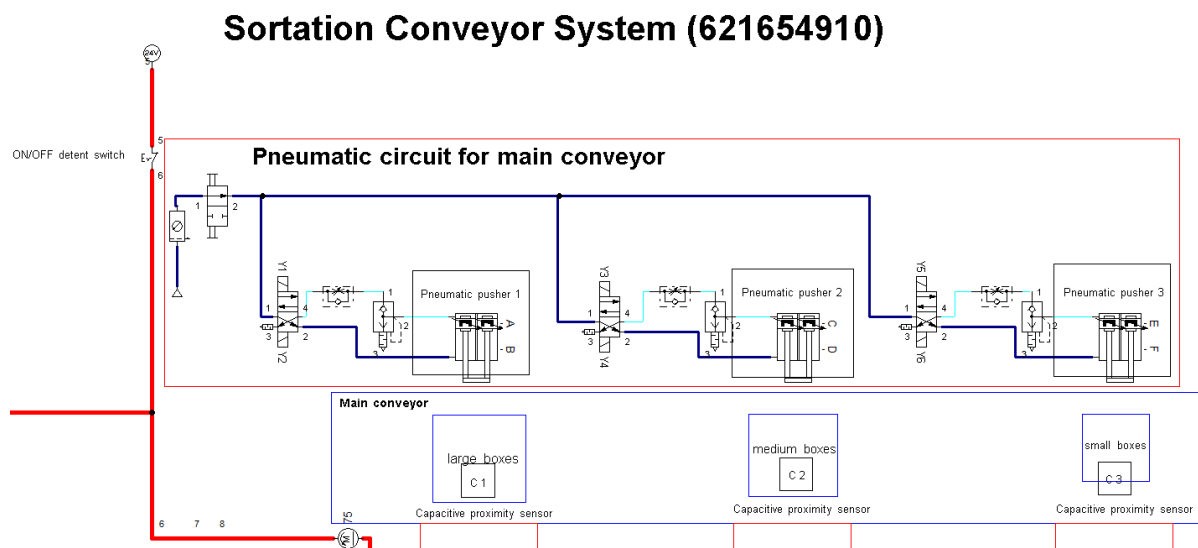 Sortation Conveyor System (621654910)
24V
5
5
ON/OFF detent switch
6
Pneumatic circuit for main conveyor
1
2
Y1
1
4
3
2
Y2
1
2
3
Pneumatic pusher 1
A
B
Y3
1
4
3
2
Y4
1
2
3
Pneumatic pusher 2
C
D
Y5
1
4
3
2
Y6
1
2
3
Pneumatic pusher 3
E
F
Main conveyor
large boxes
C 1
Capacitive proximity sensor
medium boxes
C 2
Capacitive proximity sensor
small boxes
C 3
Capacitive proximity sensor
6 7 8
75
M